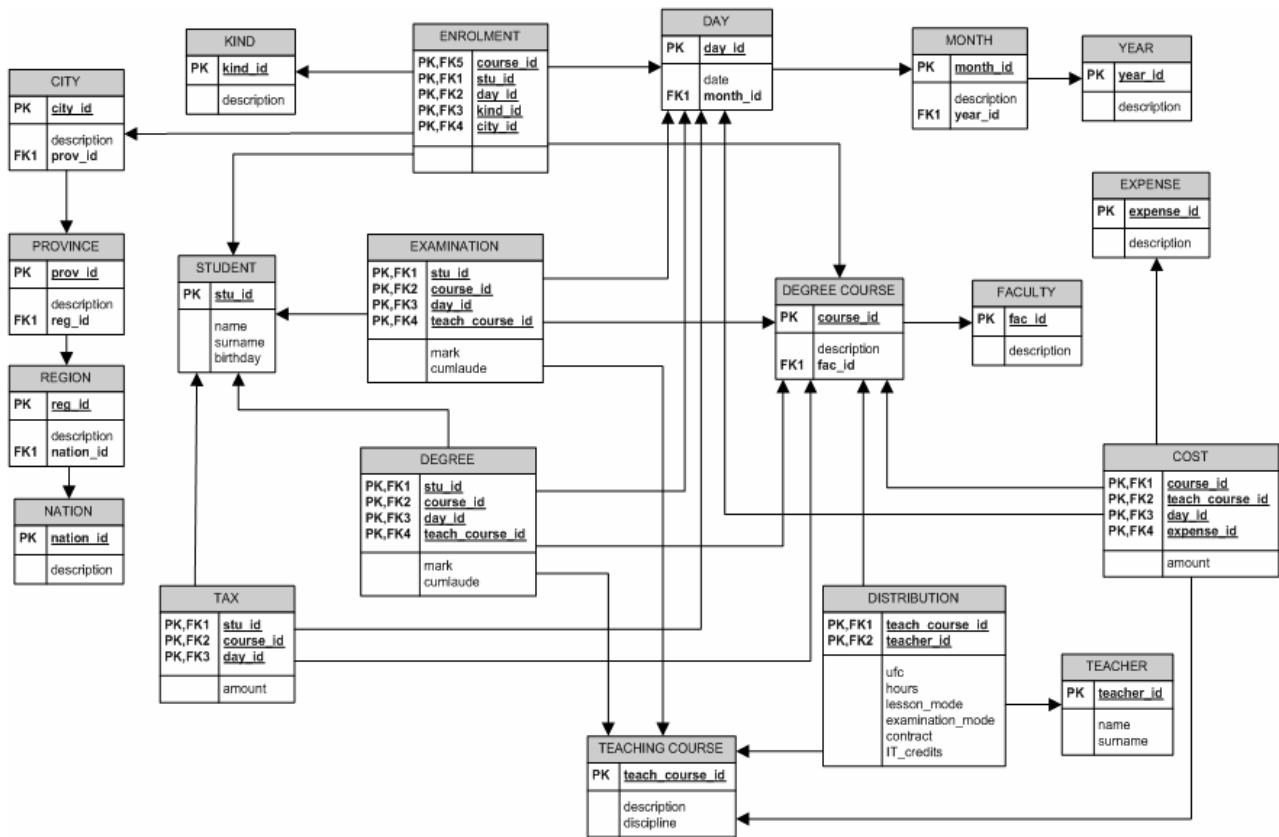 KIND
PK kind_id
description
ENROLMENT
PK,FK5 course_id
PK,FK1 stu_id
PK,FK2 day_id
PK,FK3 kind_id
PK,FK4 city_id
DAY
PK day_id
date
FK1 month_id
MONTH
PK month_id
description
FK1 year_id
YEAR
PK year_id
description
CITY
PK city_id
description
FK1 prov_id
EXPENSE
PK expense_id
description
PROVINCE
PK prov_id
description
FK1 reg_id
STUDENT
PK stu_id
name
surname
birthday
EXAMINATION
PK,FK1 stu_id
PK,FK2 course_id
PK,FK3 day_id
PK,FK4 teach_course_id
mark
cumlaude
DEGREE COURSE
PK course_id
description
FK1 fac_id
FACULTY
PK fac_id
description
REGION
PK reg_id
description
FK1 nation_id
DEGREE
PK,FK1 stu_id
PK,FK2 course_id
PK,FK3 day_id
PK,FK4 teach_course_id
mark
cumlaude
COST
PK,FK1 course_id
PK,FK2 teach_course_id
PK,FK3 day_id
PK,FK4 expense_id
amount
NATION
PK nation_id
description
TAX
PK,FK1 stu_id
PK,FK2 course_id
PK,FK3 day_id
amount
DISTRIBUTION
PK,FK1 teach_course_id
PK,FK2 teacher_id
ufc
hours
lesson_mode
examination_mode
contract
IT_credits
TEACHER
PK teacher_id
name
surname
TEACHING COURSE
PK teach_course_id
description
discipline